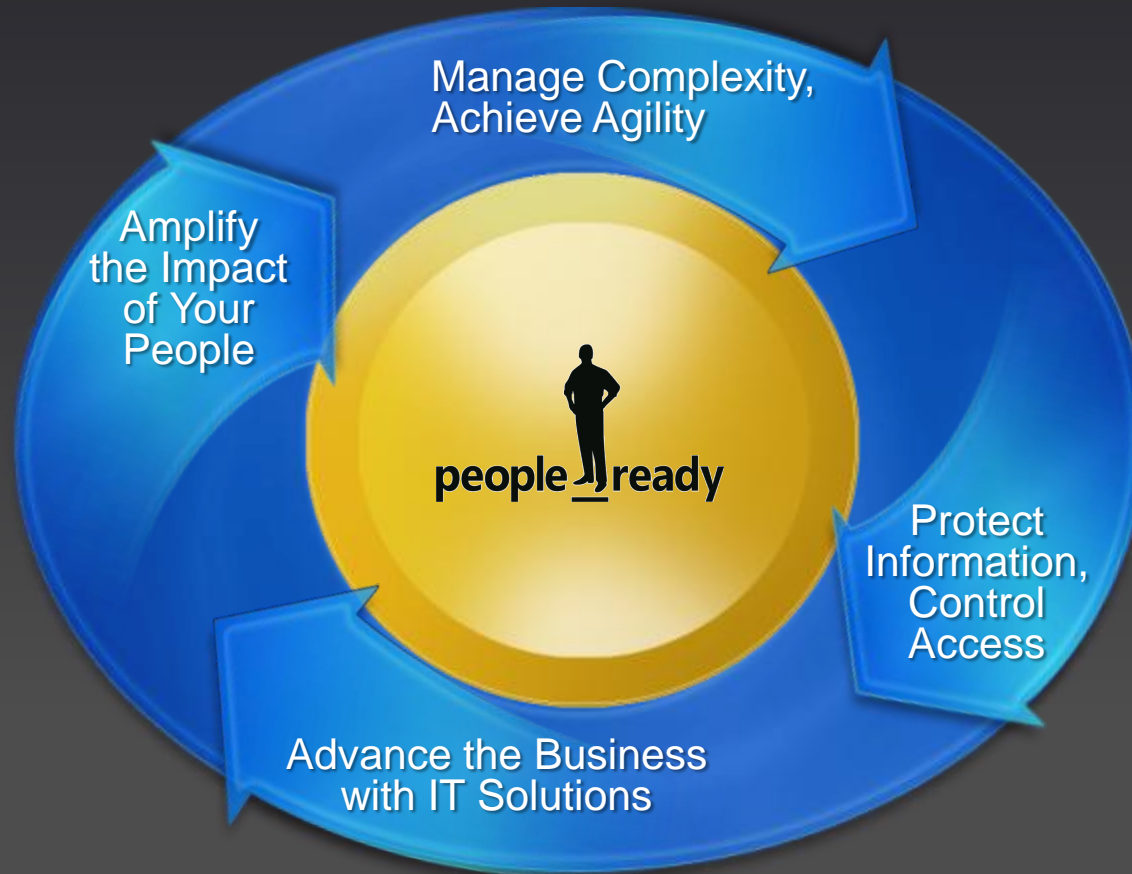 Manage Complexity,
Achieve Agility
Amplify
the Impact
of Your
People
people_ready
Protect
Information,
Control
Access
Advance the Business
with IT Solutions